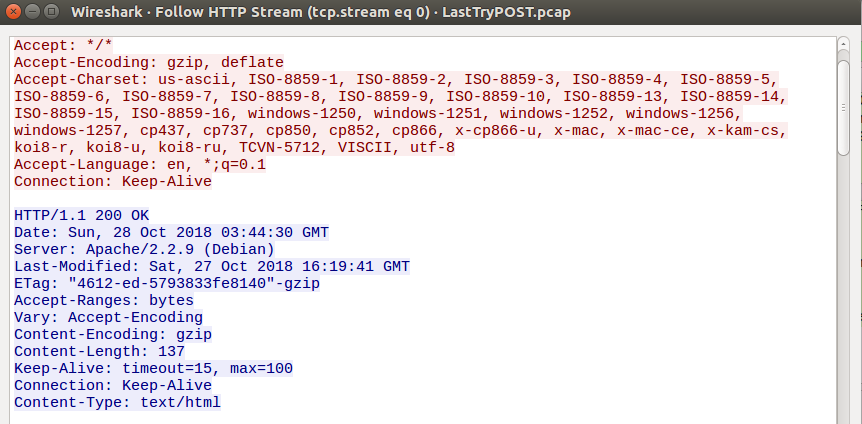 Wireshark · Follow HTTP Stream (tcp.stream eq 0) · LastTryPOST.pcap
Accept: */*
Accept-Encoding: gzip, deflate
Accept-Charset: us-ascii, ISO-8859-1, ISO-8859-2, ISO-8859-3, ISO-8859-4, ISO-8859-5,
ISO-8859-6, ISO-8859-7, ISO-8859-8, ISO-8859-9, ISO-8859-10, ISO-8859-13, ISO-8859-14,
ISO-8859-15, ISO-8859-16, windows-1250, windows-1251, windows-1252, windows-1256,
windows-1257, cp437, cp737, cp850, cp852, cp866, x-cp866-u, x-mac, x-mac-ce, x-kam-cs,
koi8-r, koi8-u, koi8-ru, TCVN-5712, VISCII, utf-8
Accept-Language: en, *;q=0.1
Connection: Keep-Alive
HTTP/1.1 200 OK
Date: Sun, 28 Oct 2018 03:44:30 GMT
Server: Apache/2.2.9 (Debian)
Last-Modified: Sat, 27 Oct 2018 16:19:41 GMT
ETag: "4612-ed-5793833fe8140"-gzip
Accept-Ranges: bytes
Vary: Accept-Encoding
Content-Encoding: gzip
Content-Length: 137
Keep-Alive: timeout=15, max=100
Connection: Keep-Alive
Content-Type: text/html